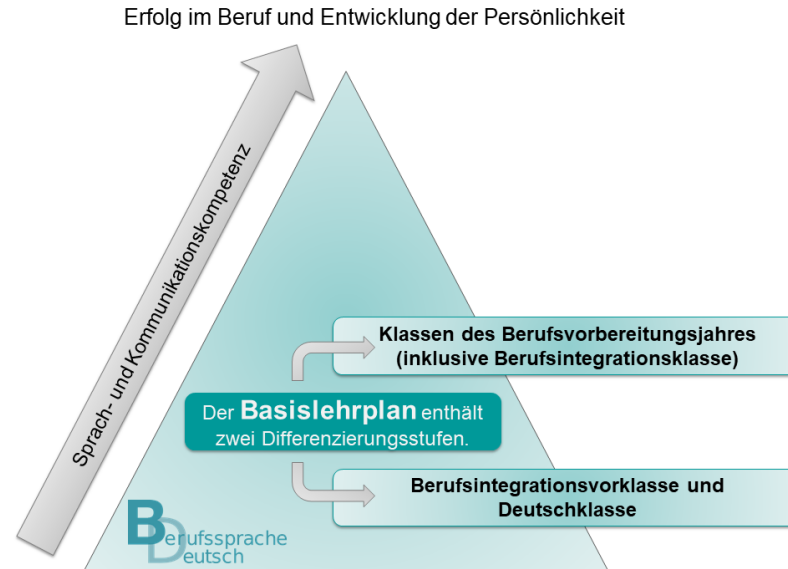 Erfolg im Beruf und Entwicklung der Persönlichkeit
Sprach- und Kommunikationskompetenz
Klassen des Berufsvorbereitungsjahres
(inklusive Berufsintegrationsklasse)
Der Basislehrplan enthält
zwei Differenzierungsstufen.
Berufsintegrationsvorklasse und
Deutschklasse
Berufssprache
Deutsch